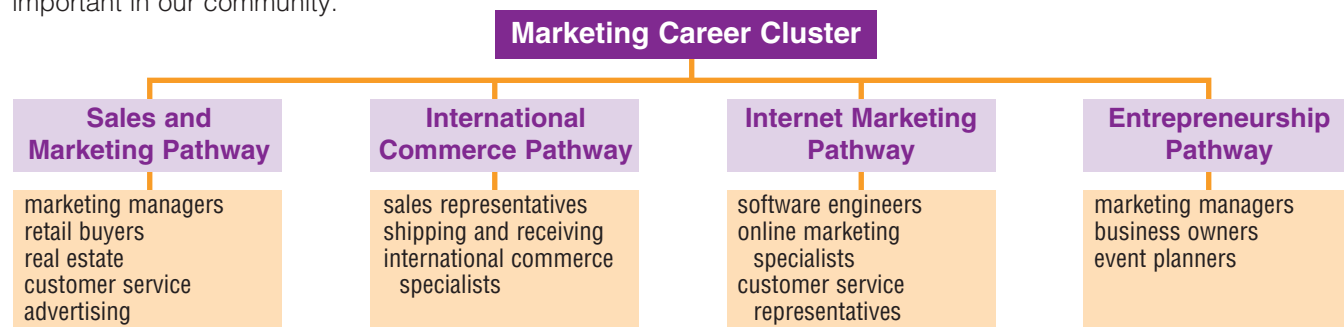 important in our community.
Marketing Career Cluster
Sales and
Marketing Pathway
marketing managers
retail buyers
real estate
customer service
advertising
International
Commerce Pathway
sales representatives
shipping and receiving
international commerce
specialists
Internet Marketing
Pathway
software engineers
online marketing
specialists
customer service
representatives
Entrepreneurship
Pathway
marketing managers
business owners
event planners